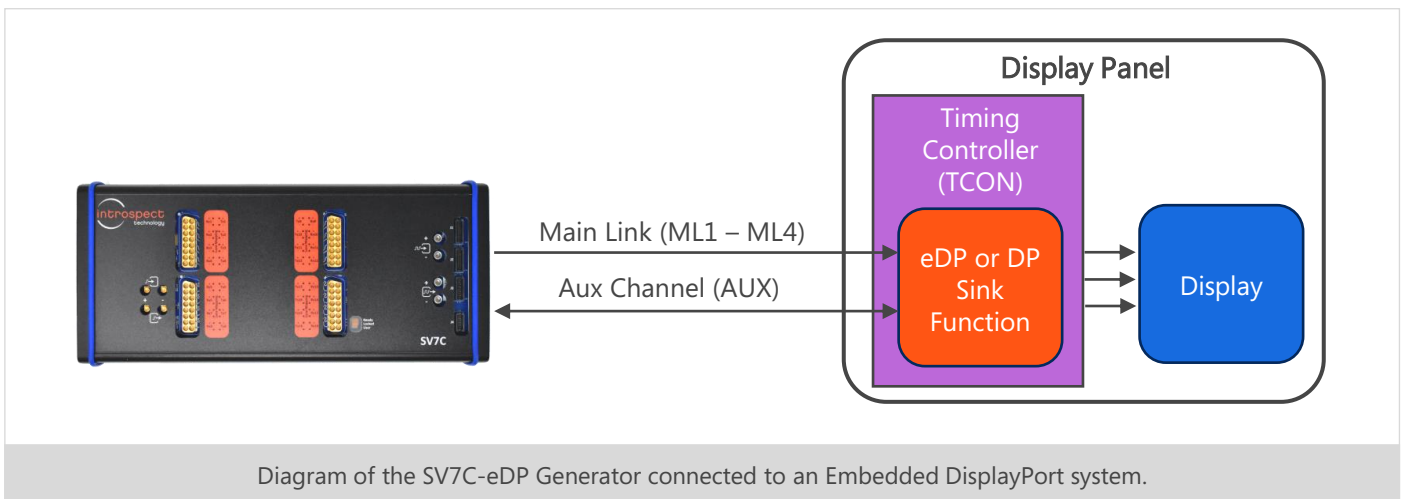 Display Panel
Timing
Controller
(TCON)
introspect
technology
Main Link (ML1 – ML4)
eDP or DP
Sink
Function
Aux Channel (AUX)
Display
SV7C
Diagram of the SV7C-eDP Generator connected to an Embedded DisplayPort system.